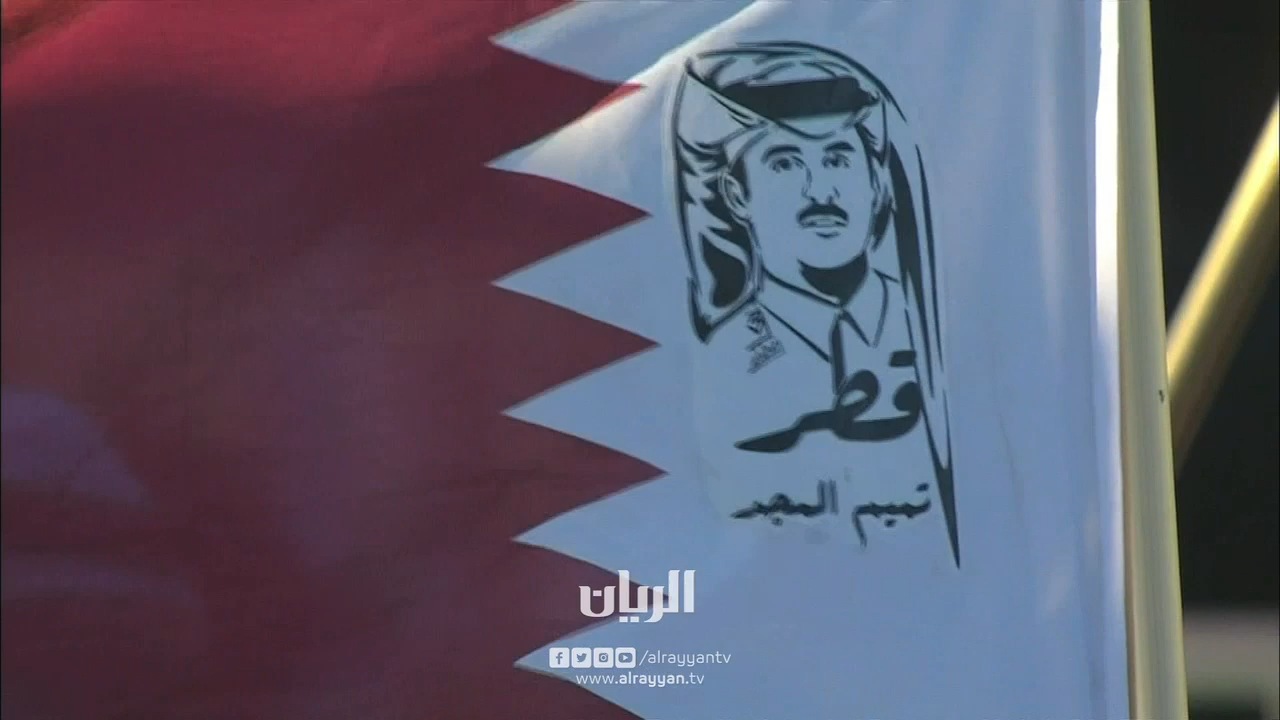 قطر
تميم المجد
الريان
/alrayyantv
www.alrayyan.tv